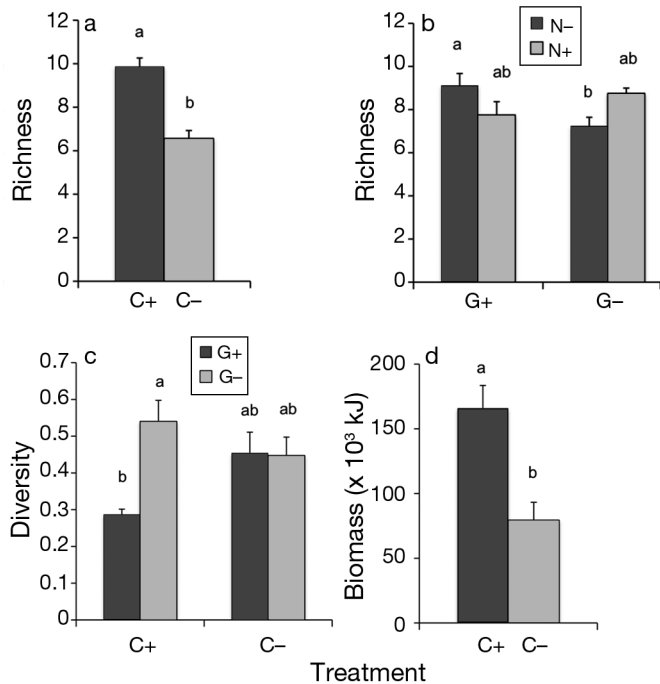 a
12
10
8
6
4
2
0
Richness
a
b
C+ C−
b
12
10
8
6
4
2
0
Richness
N−
N+
a
ab
b
ab
G+ G−
c
0.7
0.6
0.5
0.4
0.3
0.2
0.1
0
Diversity
G+
G−
b
a
ab
ab
C+ C−
d
200
150
100
50
0
Biomass (x 10³ kJ)
a
b
C+ C−
Treatment